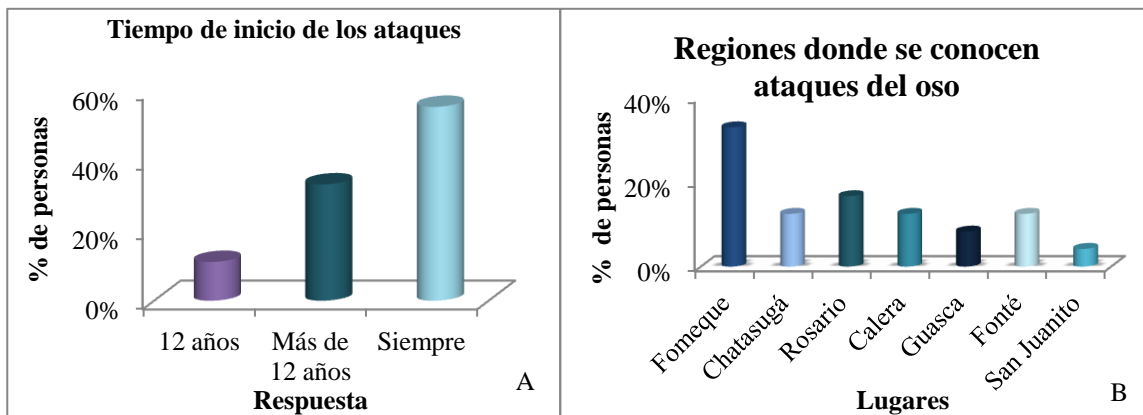 Tiempo de inicio de los ataques
60%
40%
20%
0%
% de personas
12 años
Más de
12 años
Siempre
Respuesta
A
Regiones donde se conocen
ataques del oso
40%
20%
0%
% de personas
Fomeque
Chatasugá
Rosario
Calera
Guasca
Fonté
San Juanito
Lugares
B